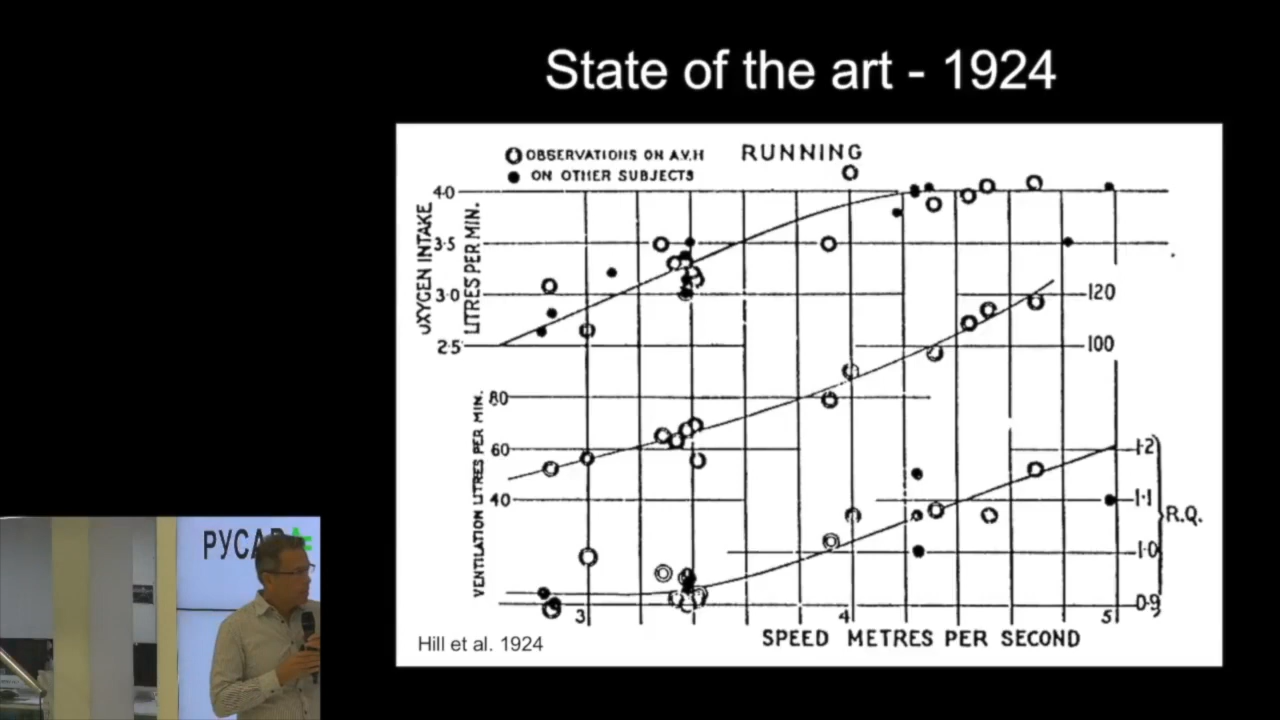 State of the art - 1924
OBSERVATIONS ON A.V.H RUNNING
ON OTHER SUBJECTS
OXYGEN INTAKE
LITRES PER MIN.
4.0
3.5
3.0
2.5
120
100
VENTILATION LITRES PER MIN.
80
60
40
1.2
1.1
1.0
0.9
R.Q.
3
4
5
SPEED METRES PER SECOND
Hill et al. 1924